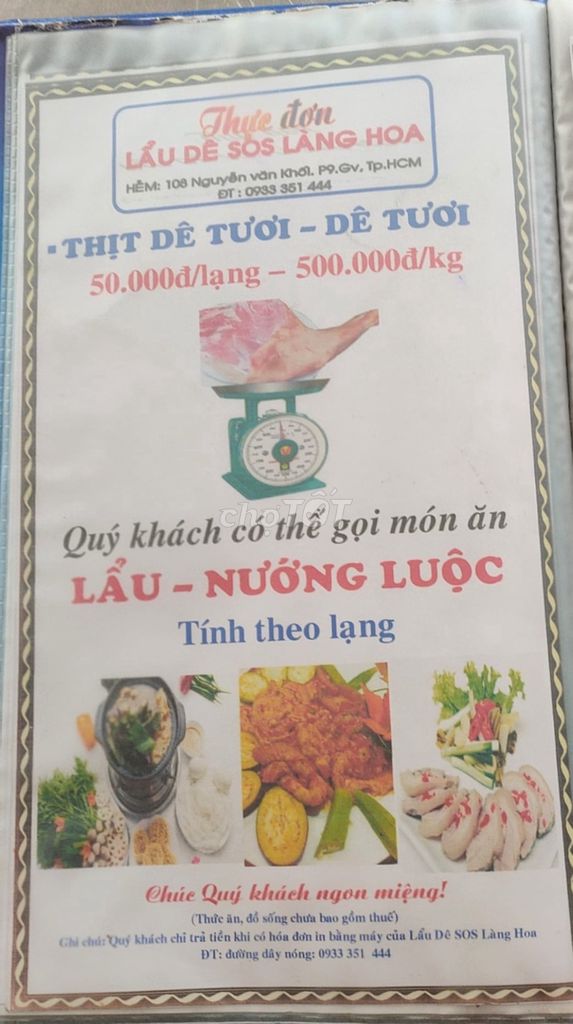 Thực đơn
LẨU DÊ SOS LÀNG HOA
HẺM: 108 Nguyễn văn Khối. P9.Gv, Tp.HCM
ĐT : 0933 351 444
▪ THỊT DÊ TƯƠI – DÊ TƯƠI
50.000đ/lạng – 500.000đ/kg
chợTỐT
Quý khách có thể gọi món ăn
LẨU – NƯỚNG LUỘC
Tính theo lạng
Chúc Quý khách ngon miệng!
(Thức ăn, đồ sống chưa bao gồm thuế)
Ghi chú: Quý khách chỉ trả tiền khi có hóa đơn in bằng máy của Lẩu Dê SOS Làng Hoa
ĐT: đường dây nóng: 0933 351 444